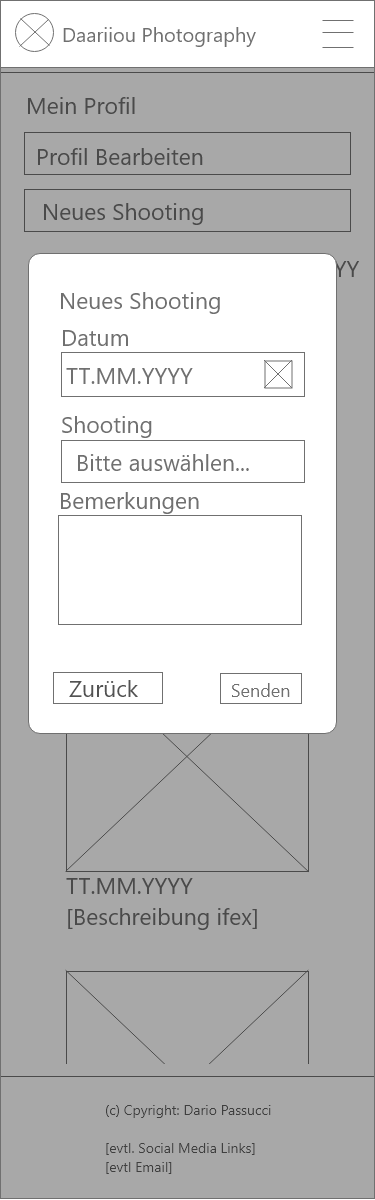 Daariiou Photography
Mein Profil
Profil Bearbeiten
Neues Shooting
YY
Neues Shooting
Datum
TT.MM.YYYY
Shooting
Bitte auswählen...
Bemerkungen
Zurück
Senden
TT.MM.YYYY
[Beschreibung ifex]
(c) Cpyright: Dario Passucci
[evtl. Social Media Links]
[evtl Email]